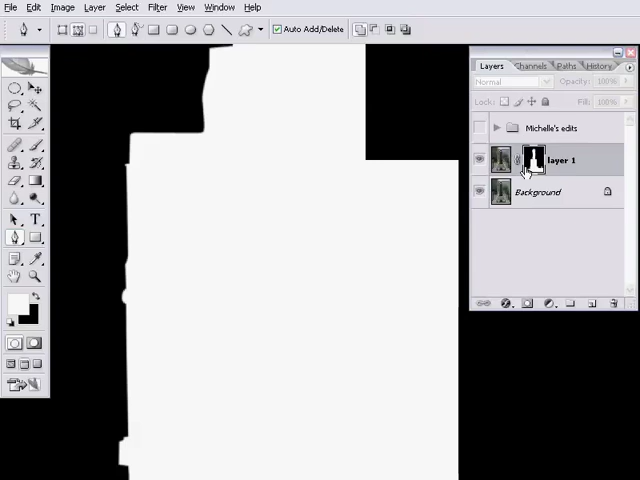 File Edit Image Layer Select Filter View Window Help
Auto Add/Delete
Layers Channels Paths History
Normal Opacity: 100%
Lock: Fill: 100%
Michelle's edits
layer 1
Background
T